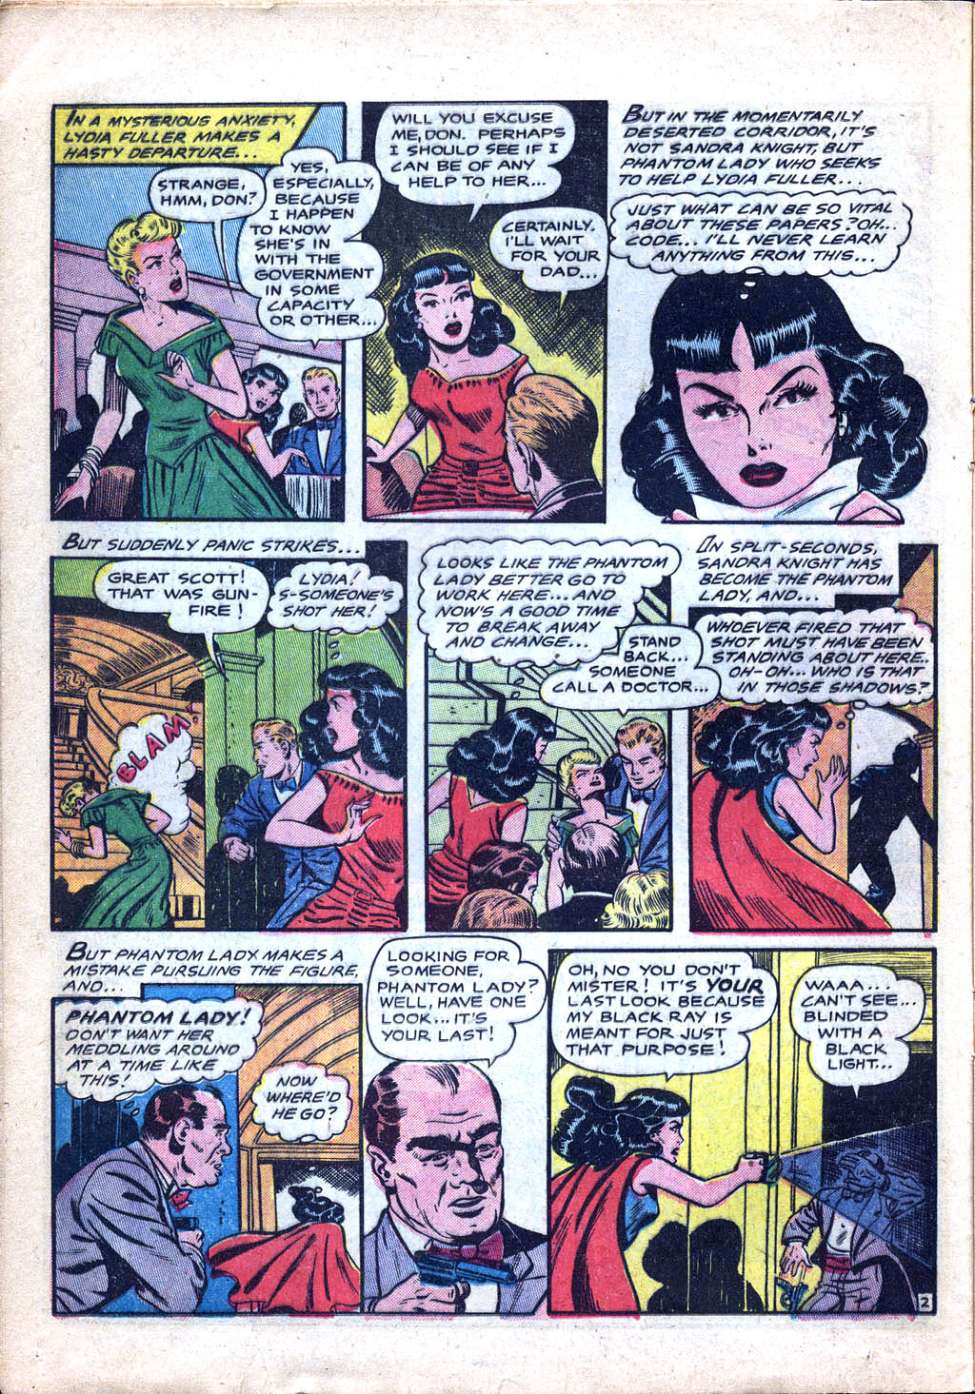 IN A MYSTERIOUS ANXIETY,
LYDIA FULLER MAKES A
HASTY DEPARTURE...
STRANGE,
HMM, DON?
YES,
ESPECIALLY,
BECAUSE
I HAPPEN
TO KNOW
SHE'S IN
WITH THE
GOVERNMENT
IN SOME
CAPACITY
OR OTHER...
WILL YOU EXCUSE
ME, DON. PERHAPS
I SHOULD SEE IF I
CAN BE OF ANY
HELP TO HER...
CERTAINLY.
I'LL WAIT
FOR YOUR
DAD...
BUT IN THE MOMENTARILY
DESERTED CORRIDOR, IT'S
NOT SANDRA KNIGHT, BUT
PHANTOM LADY WHO SEEKS
TO HELP LYDIA FULLER...
JUST WHAT CAN BE SO VITAL
ABOUT THESE PAPERS? OH...
CODE... I'LL NEVER LEARN
ANYTHING FROM THIS...
BUT SUDDENLY PANIC STRIKES...
GREAT SCOTT!
THAT WAS GUN-
FIRE!
LYDIA!
S-SOMEONE'S
SHOT HER!
BLAM
LOOKS LIKE THE PHANTOM
LADY BETTER GO TO
WORK HERE... AND
NOW'S A GOOD TIME
TO BREAK AWAY
AND CHANGE...
STAND
BACK...
SOMEONE
CALL A DOCTOR...
IN SPLIT-SECONDS,
SANDRA KNIGHT HAS
BECOME THE PHANTOM
LADY, AND...
WHOEVER FIRED THAT
SHOT MUST HAVE BEEN
STANDING ABOUT HERE..
OH-OH... WHO IS THAT
IN THOSE SHADOWS?
BUT PHANTOM LADY MAKES A
MISTAKE PURSUING THE FIGURE,
AND...
PHANTOM LADY!
DON'T WANT HER
MEDDLING AROUND
AT A TIME LIKE
THIS!
NOW
WHERE'D
HE GO?
LOOKING FOR
SOMEONE,
PHANTOM LADY?
WELL, HAVE ONE
LOOK... IT'S
YOUR LAST!
OH, NO YOU DON'T
MISTER! IT'S YOUR
LAST LOOK BECAUSE
MY BLACK RAY IS
MEANT FOR JUST
THAT PURPOSE!
WAAA...
CAN'T SEE...
BLINDED
WITH A
BLACK
LIGHT...
2